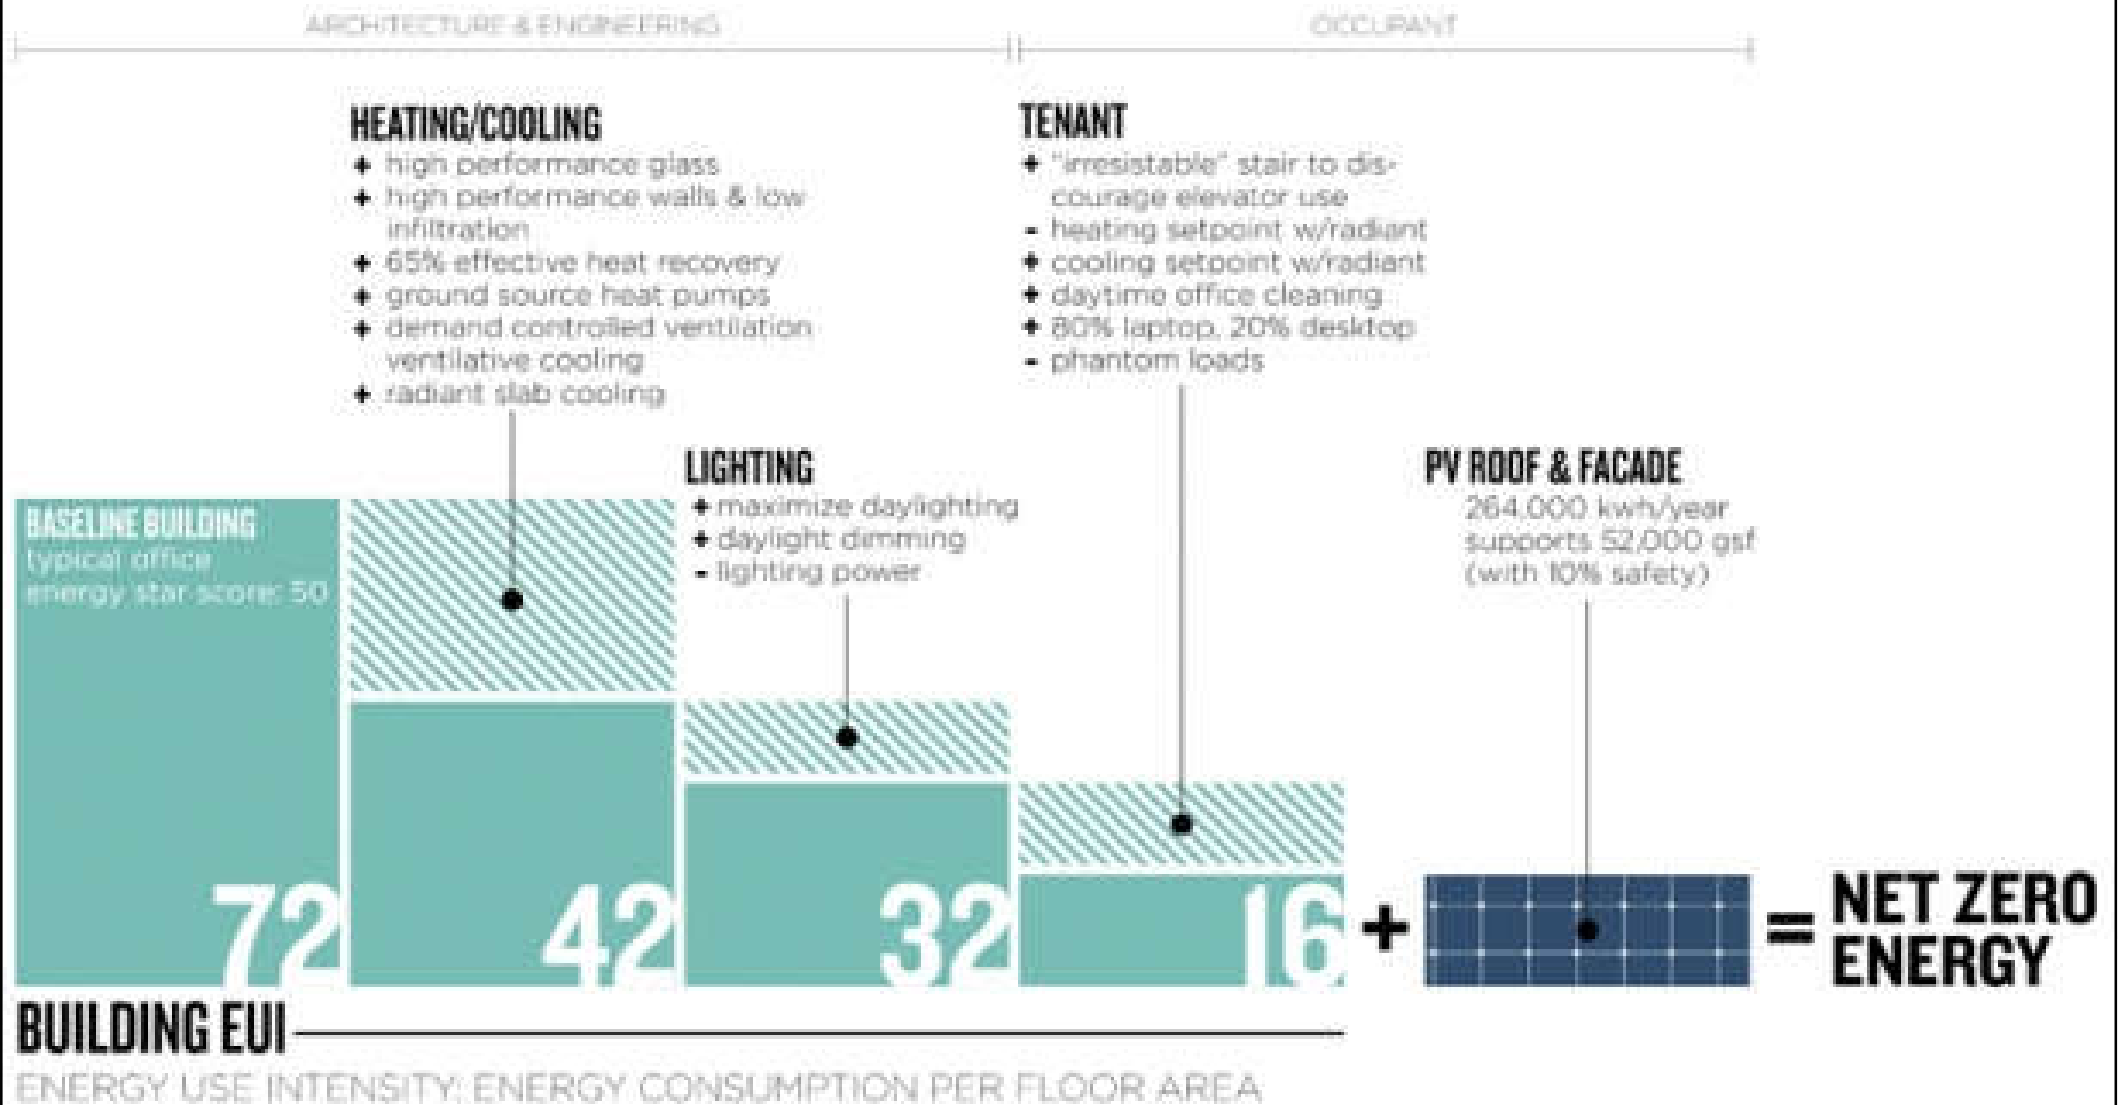 ARCHITECTURE & ENGINEERING
OCCUPANT
HEATING/COOLING
+ high performance glass
+ high performance walls & low
infiltration
+ 65% effective heat recovery
+ ground source heat pumps
+ demand controlled ventilation
ventilative cooling
+ radiant slab cooling
TENANT
+ "irresistable" stair to dis-
courage elevator use
- heating setpoint w/radiant
+ cooling setpoint w/radiant
+ daytime office cleaning
+ 80% laptop, 20% desktop
- phantom loads
LIGHTING
+ maximize daylighting
+ daylight dimming
- lighting power
PV ROOF & FACADE
264,000 kwh/year
supports 52,000 gsf
(with 10% safety)
BASELINE BUILDING
typical office
energy star score: 50
72
42
32
16
+
=
NET ZERO
ENERGY
BUILDING EUI
ENERGY USE INTENSITY: ENERGY CONSUMPTION PER FLOOR AREA